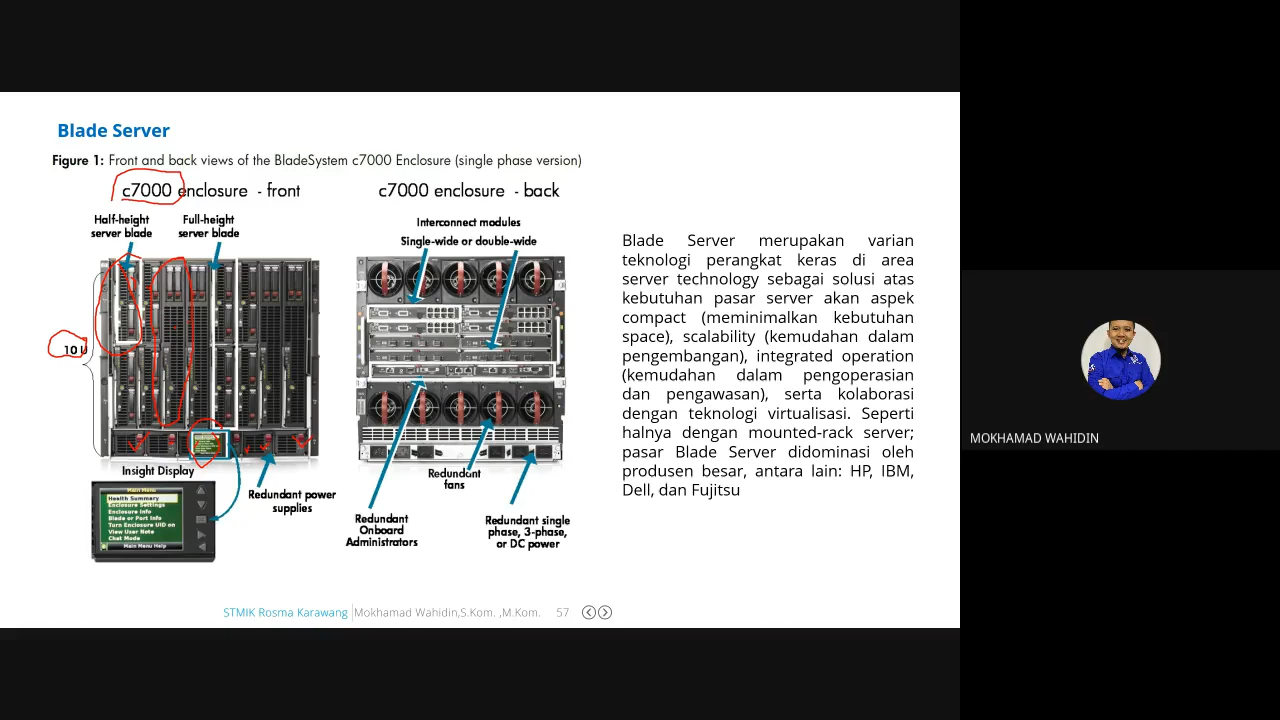 Blade Server
Figure 1: Front and back views of the BladeSystem c7000 Enclosure (single phase version)
c7000 enclosure - front
c7000 enclosure - back
Half-height
server blade
Full-height
server blade
Interconnect modules
Single-wide or double-wide
10 U
Insight Display
Redundant power
supplies
Main Menu
Health Summary
Enclosure Settings
Enclosure Info
Blade or Port Info
Turn Enclosure UID on
View User Note
Chat Mode
Main Menu Help
Redundant
fans
Redundant
Onboard
Administrators
Redundant single
phase, 3-phase,
or DC power
Blade Server merupakan varian
teknologi perangkat keras di area
server technology sebagai solusi atas
kebutuhan pasar server akan aspek
compact (meminimalkan kebutuhan
space), scalability (kemudahan dalam
pengembangan), integrated operation
(kemudahan dalam pengoperasian
dan pengawasan), serta kolaborasi
dengan teknologi virtualisasi. Seperti
halnya dengan mounted-rack server;
pasar Blade Server didominasi oleh
produsen besar, antara lain: HP, IBM,
Dell, dan Fujitsu
STMIK Rosma Karawang Mokhamad Wahidin,S.Kom. ,M.Kom. 57
MOKHAMAD WAHIDIN